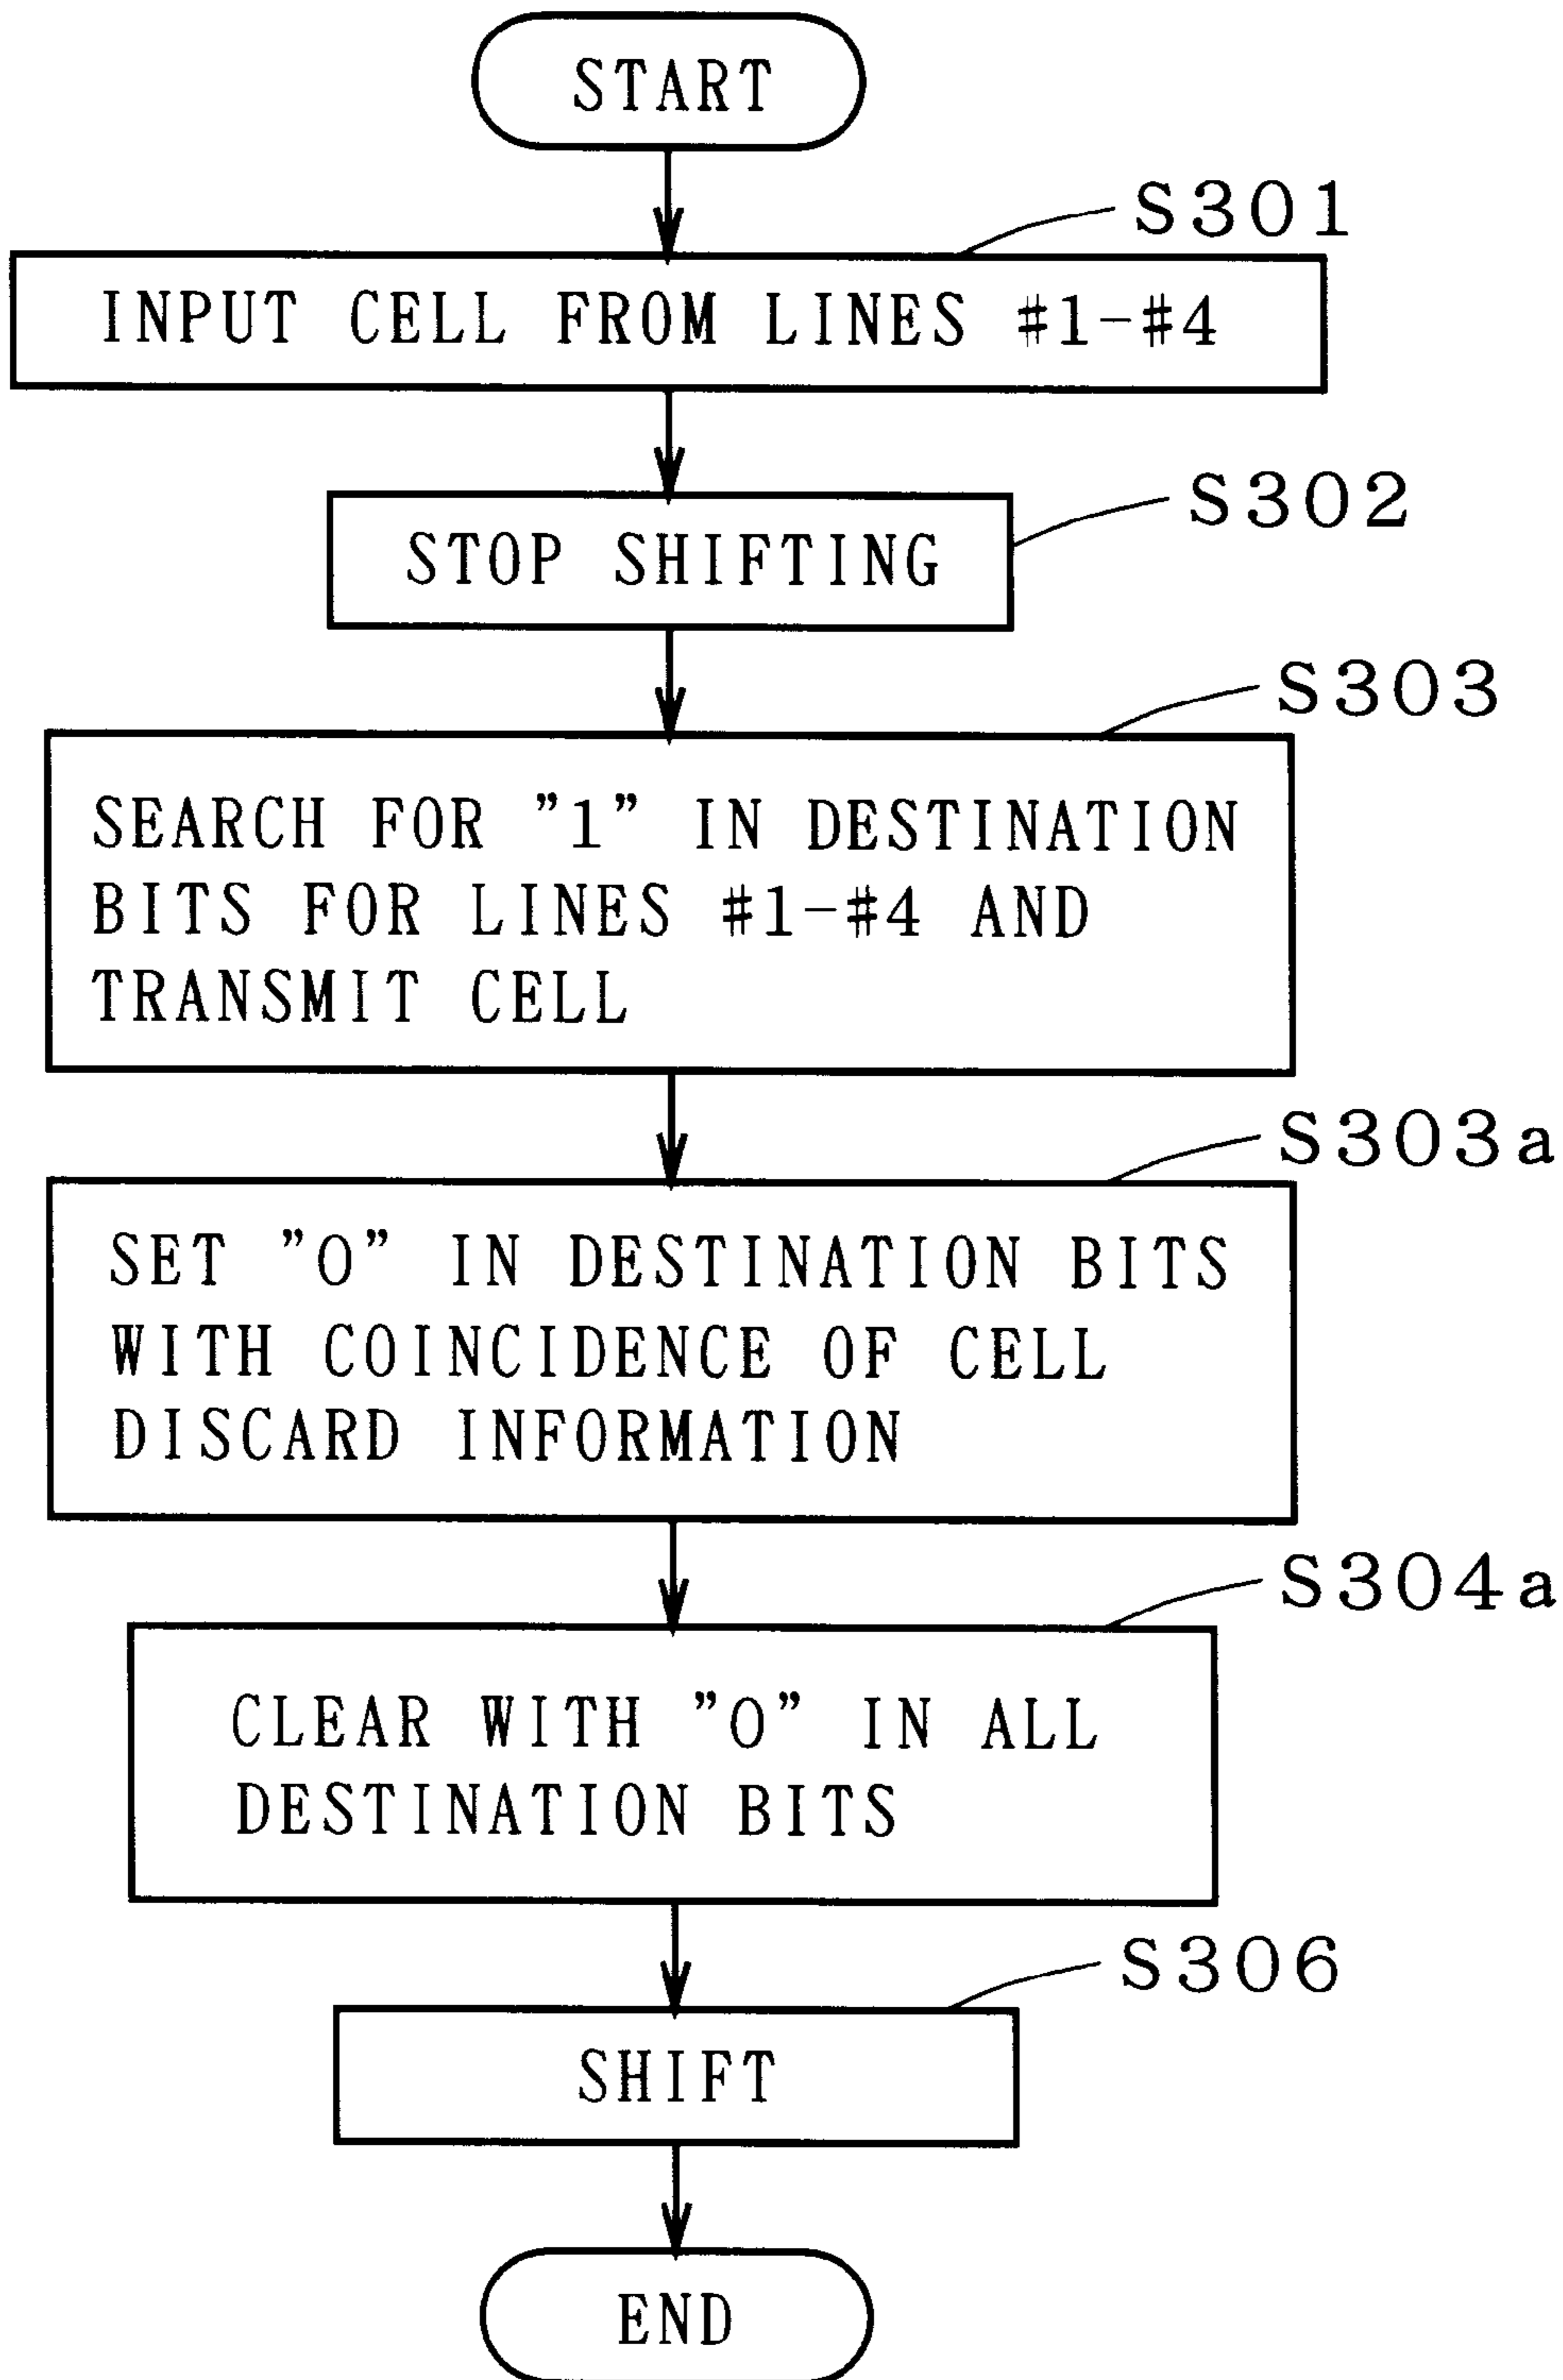 START
S301
INPUT CELL FROM LINES #1-#4
S302
STOP SHIFTING
S303
SEARCH FOR ”1” IN DESTINATION
BITS FOR LINES #1-#4 AND
TRANSMIT CELL
S303a
SET ”0” IN DESTINATION BITS
WITH COINCIDENCE OF CELL
DISCARD INFORMATION
S304a
CLEAR WITH ”0” IN ALL
DESTINATION BITS
S306
SHIFT
END